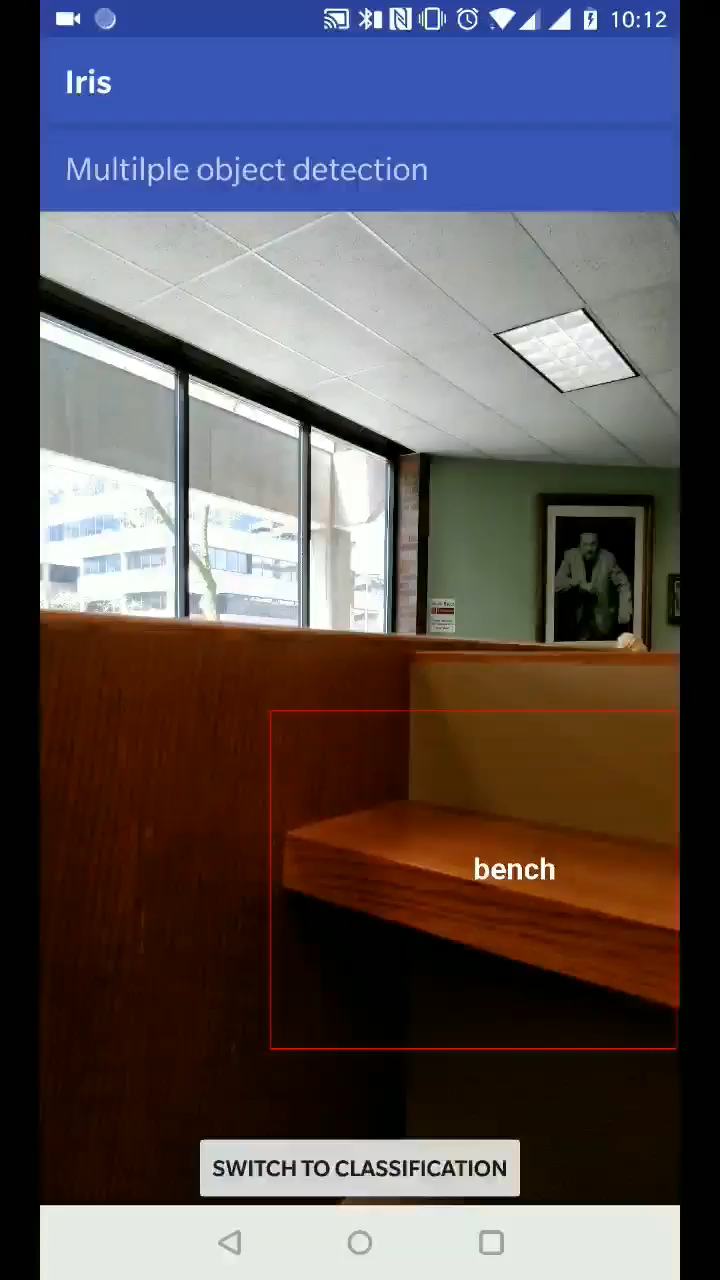 10:12
Iris
Multilple object detection
bench
SWITCH TO CLASSIFICATION